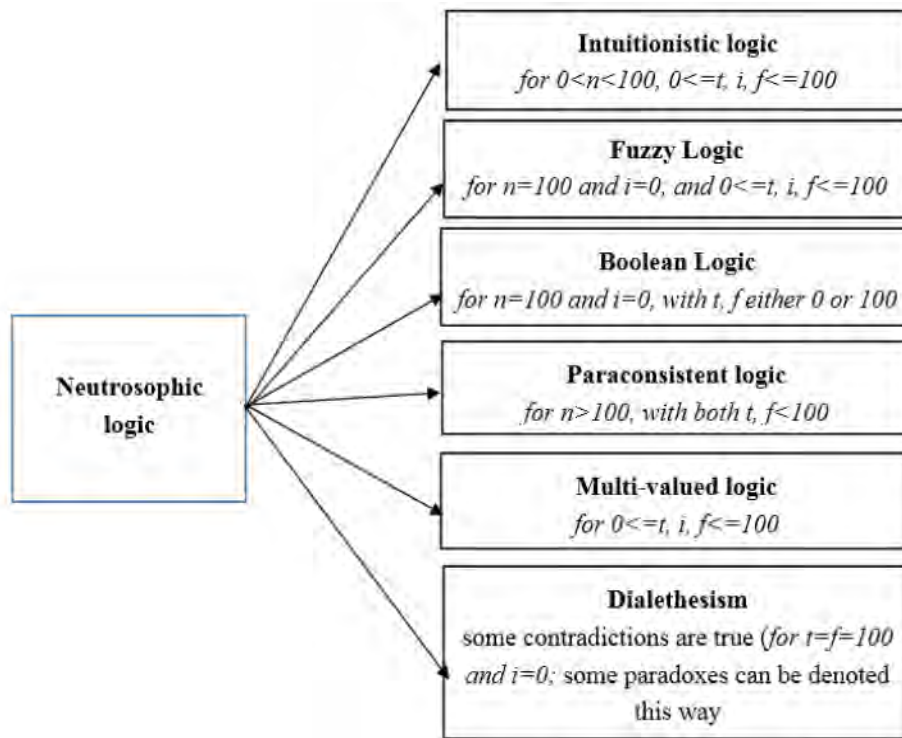 Intuitionistic logic
for 0<n<100, 0<=t, i, f<=100
Fuzzy Logic
for n=100 and i=0, and 0<=t, i, f<=100
Boolean Logic
for n=100 and i=0, with t, f either 0 or 100
Neutrosophic
logic
Paraconsistent logic
for n>100, with both t, f<100
Multi-valued logic
for 0<=t, i, f<=100
Dialethesism
some contradictions are true (for t=f=100
and i=0; some paradoxes can be denoted
this way